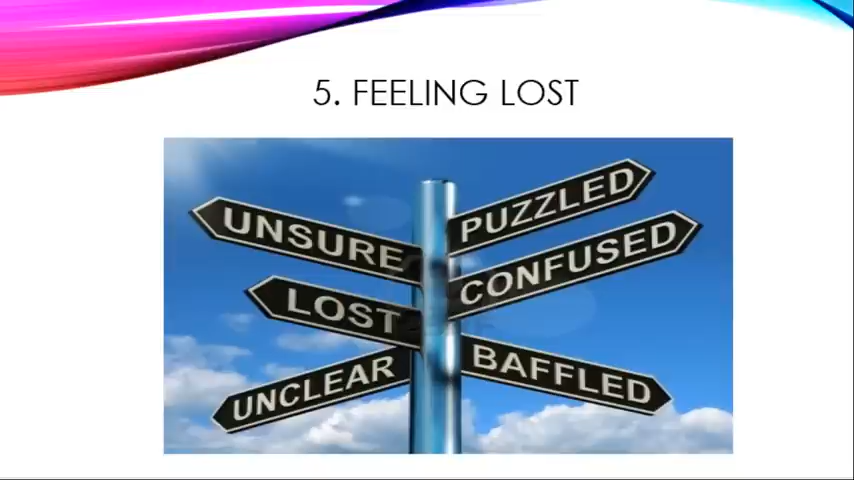 5. FEELING LOST
UNSURE
PUZZLED
LOST
CONFUSED
UNCLEAR
BAFFLED